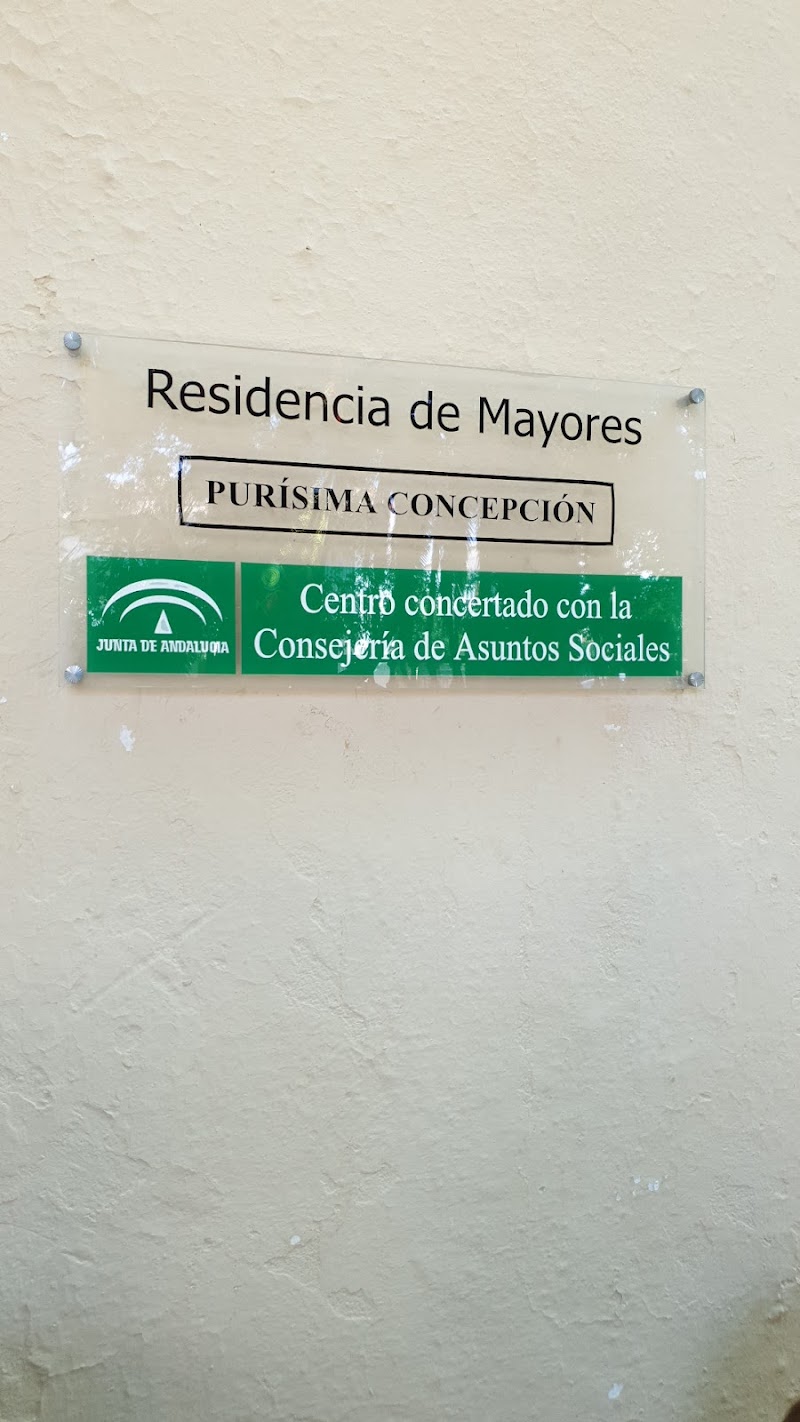 Residencia de Mayores
PURÍSIMA CONCEPCIÓN
JUNTA DE ANDALUCIA
Centro concertado con la
Consejería de Asuntos Sociales